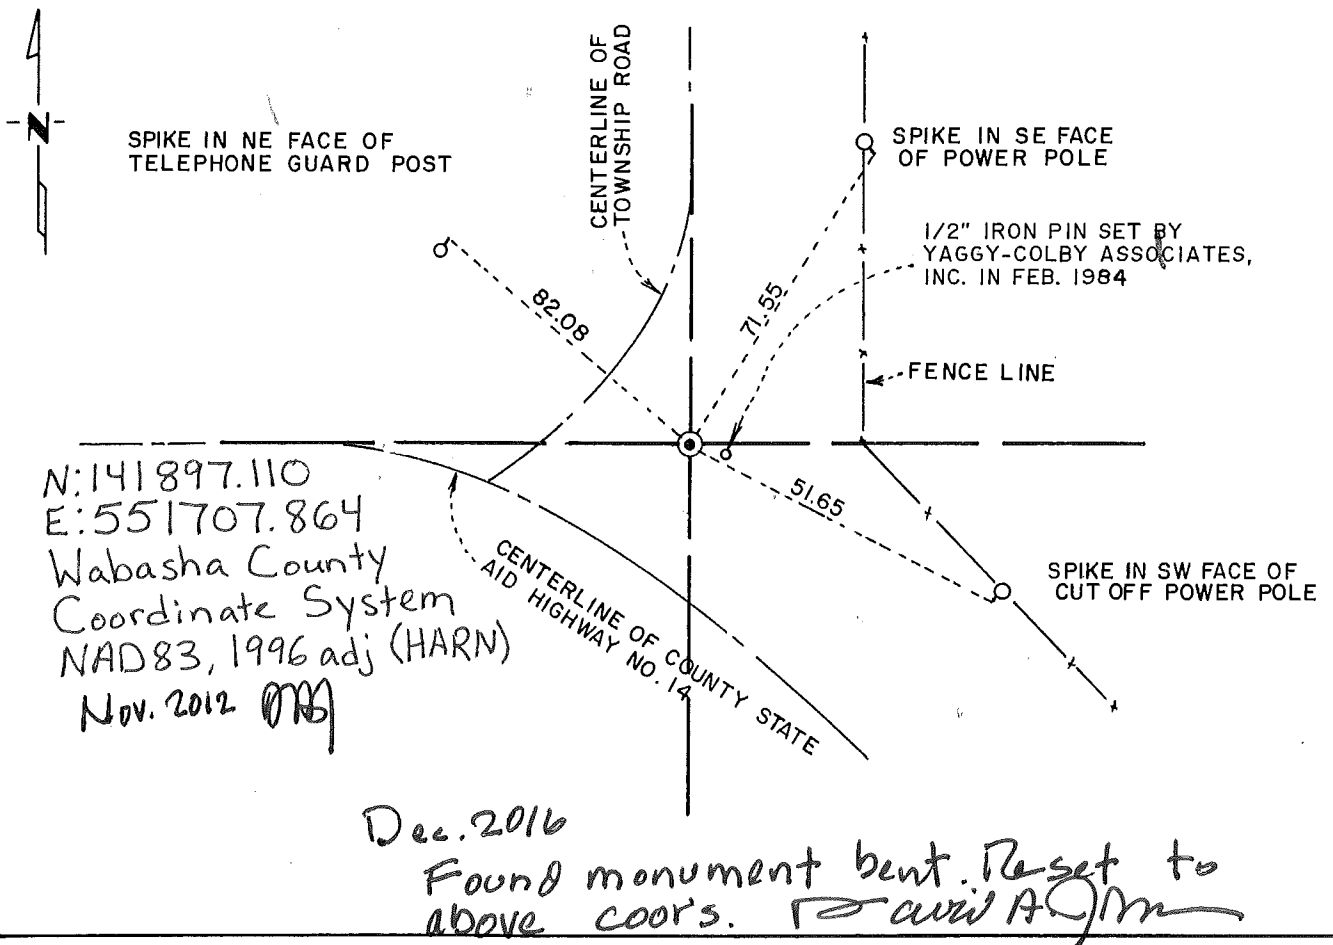 N
SPIKE IN NE FACE OF
TELEPHONE GUARD POST
CENTERLINE OF
TOWNSHIP ROAD
SPIKE IN SE FACE
OF POWER POLE
1/2" IRON PIN SET BY
YAGGY-COLBY ASSOCIATES,
INC. IN FEB. 1984
82.08
71.55
FENCE LINE
51.65
N: 141897.110
E: 551707.864
Wabasha County
Coordinate System
NAD83, 1996 adj (HARN)
Nov. 2012
CENTERLINE OF COUNTY STATE
AID HIGHWAY NO. 14
SPIKE IN SW FACE OF
CUT OFF POWER POLE
Dec. 2016
Found monument bent. Reset to
above coors. David A.